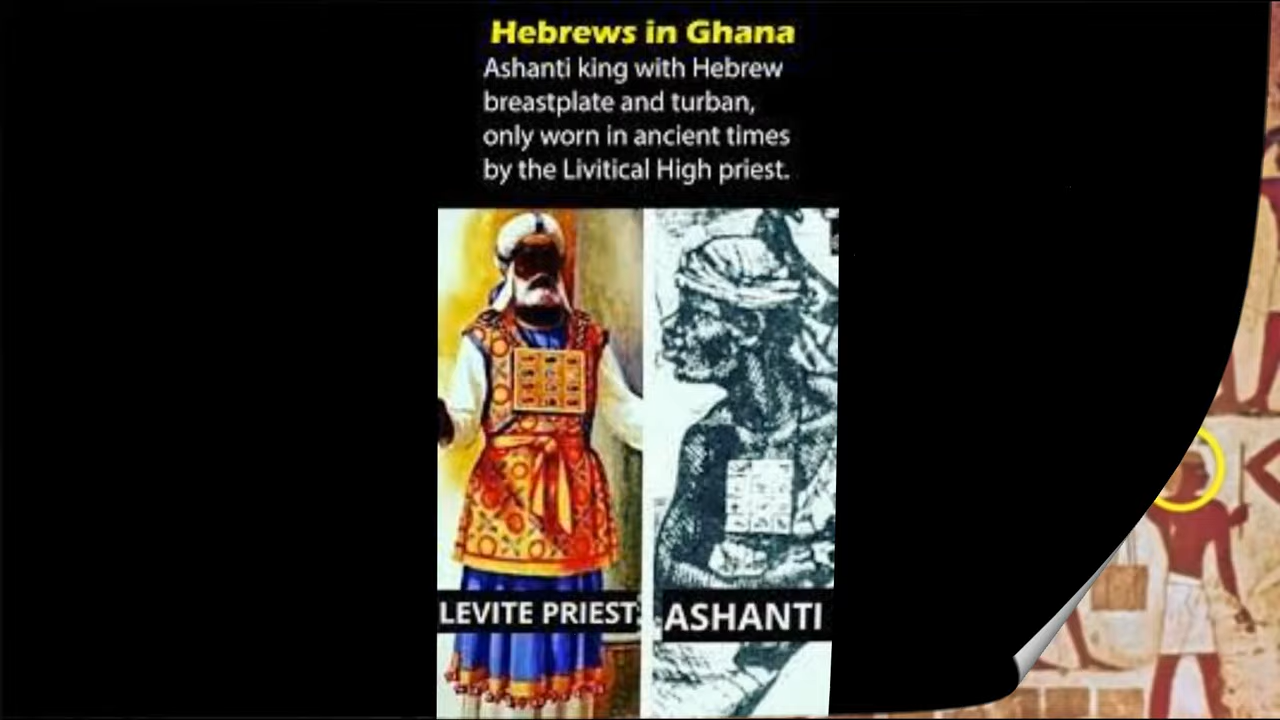 Hebrews in Ghana
Ashanti king with Hebrew
breastplate and turban,
only worn in ancient times
by the Livitical High priest.
LEVITE PRIEST
ASHANTI